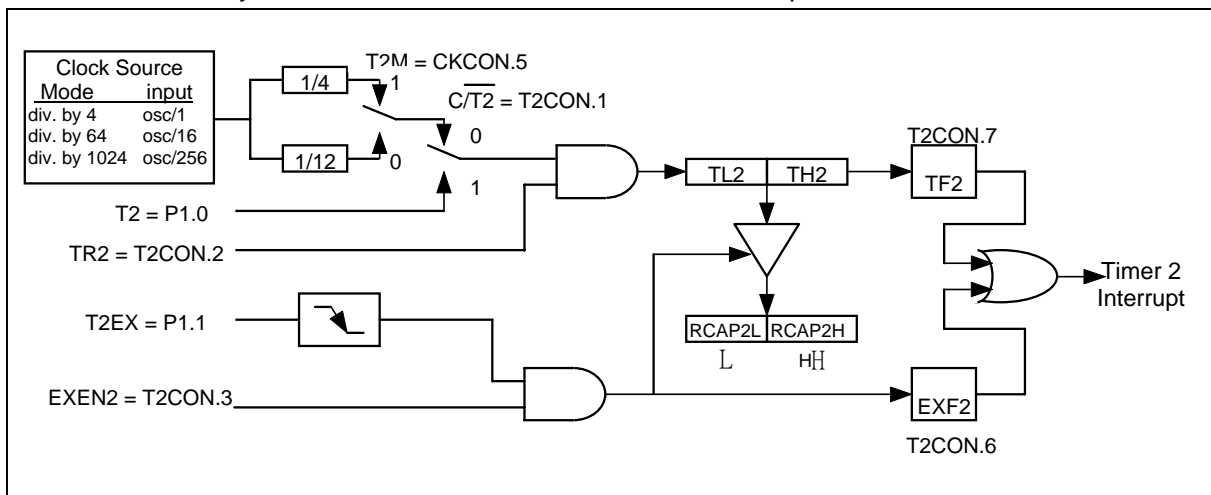 Clock Source
Mode input
div. by 4 osc/1
div. by 64 osc/16
div. by 1024 osc/256
1/4
1/12
T2M = CKCON.5
1
0
C/T2 = T2CON.1
0
1
T2 = P1.0
TR2 = T2CON.2
TL2 TH2
T2CON.7
TF2
T2EX = P1.1
EXEN2 = T2CON.3
RCAP2L RCAP2H
L HH
EXF2
T2CON.6
Timer 2
Interrupt